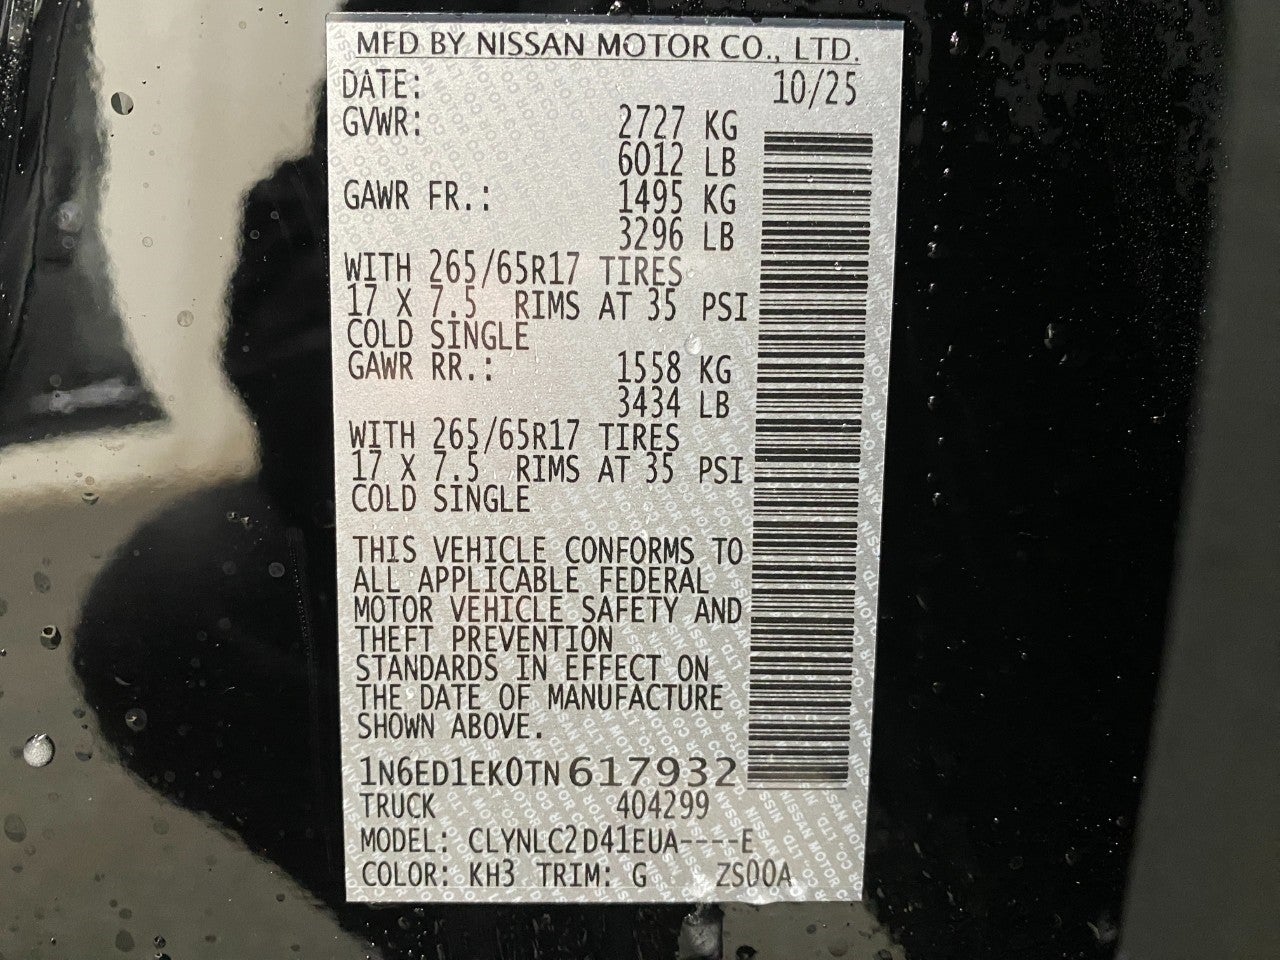 MFD BY NISSAN MOTOR CO., LTD.
DATE: 10/25
GVWR: 2727 KG
6012 LB
GAWR FR.: 1495 KG
3296 LB
WITH 265/65R17 TIRES
17 X 7.5 RIMS AT 35 PSI
COLD SINGLE
GAWR RR.: 1558 KG
3434 LB
WITH 265/65R17 TIRES
17 X 7.5 RIMS AT 35 PSI
COLD SINGLE
THIS VEHICLE CONFORMS TO
ALL APPLICABLE FEDERAL
MOTOR VEHICLE SAFETY AND
THEFT PREVENTION
STANDARDS IN EFFECT ON
THE DATE OF MANUFACTURE
SHOWN ABOVE.
1N6ED1EK0TN617932
TRUCK 404299
MODEL: CLYNLC2D41EUA----E
COLOR: KH3 TRIM: G ZS00A